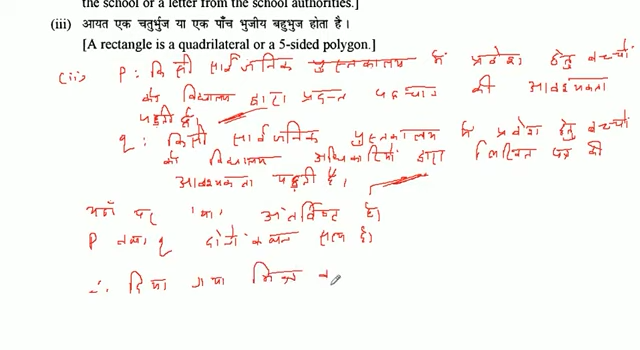 the school or a letter from the school authorities.]
(iii) आयत एक चतुर्भुज या एक पाँच भुजीय बहुभुज होता है।
[A rectangle is a quadrilateral or a 5-sided polygon.]
(ii) P: किसी सार्वजनिक पुस्तकालय में प्रवेश हेतु बच्चों
को विद्यालय द्वारा प्रदत्त पहचान की आवश्यकता
पड़ती है।
q: किसी सार्वजनिक पुस्तकालय में प्रवेश हेतु बच्चों
को विद्यालय अधिकारियों द्वारा लिखित पत्र की
आवश्यकता पड़ती है।
यहाँ पर 'या' अंतर्विष्ट है।
P तथा q दोनों कथन सत्य है।
∴ दिया गया मिश्र